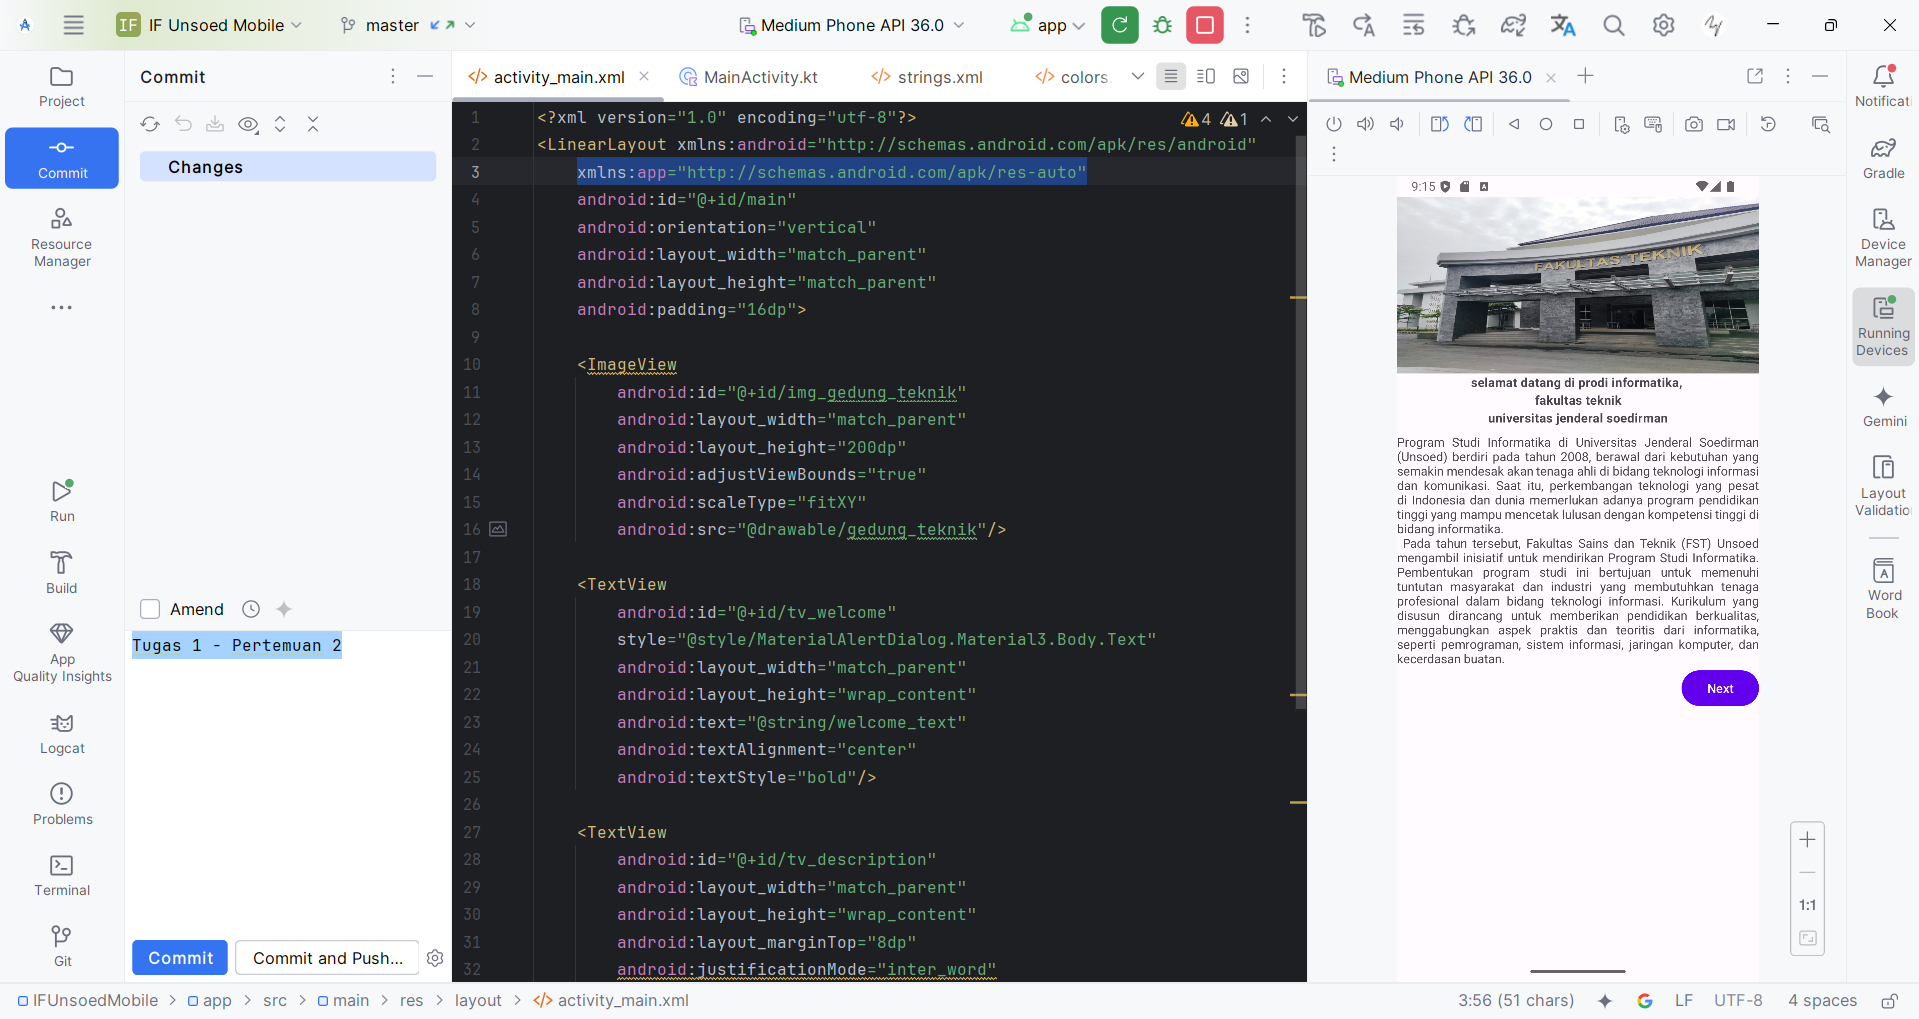 IF IF Unsoed Mobile
master
Medium Phone API 36.0
app
Project
Commit
Resource
Manager
Run
Build
App
Quality Insights
Logcat
Problems
Terminal
Git
Commit
Changes
Amend
Tugas 1 - Pertemuan 2
Commit
Commit and Push...
activity_main.xml
MainActivity.kt
strings.xml
colors.
4 1
1 <?xml version="1.0" encoding="utf-8"?>
2 <LinearLayout xmlns:android="http://schemas.android.com/apk/res/android"
3 xmlns:app="http://schemas.android.com/apk/res-auto"
4 android:id="@+id/main"
5 android:orientation="vertical"
6 android:layout_width="match_parent"
7 android:layout_height="match_parent"
8 android:padding="16dp">
9
10 <ImageView
11 android:id="@+id/img_gedung_teknik"
12 android:layout_width="match_parent"
13 android:layout_height="200dp"
14 android:adjustViewBounds="true"
15 android:scaleType="fitXY"
16 android:src="@drawable/gedung_teknik"/>
17
18 <TextView
19 android:id="@+id/tv_welcome"
20 style="@style/MaterialAlertDialog.Material3.Body.Text"
21 android:layout_width="match_parent"
22 android:layout_height="wrap_content"
23 android:text="@string/welcome_text"
24 android:textAlignment="center"
25 android:textStyle="bold"/>
26
27 <TextView
28 android:id="@+id/tv_description"
29 android:layout_width="match_parent"
30 android:layout_height="wrap_content"
31 android:layout_marginTop="8dp"
32 android:justificationMode="inter_word"
Medium Phone API 36.0
9:15
FAKULTAS TEKNIK
selamat datang di prodi informatika,
fakultas teknik
universitas jenderal soedirman
Program Studi Informatika di Universitas Jenderal Soedirman
(Unsoed) berdiri pada tahun 2008, berawal dari kebutuhan yang
semakin mendesak akan tenaga ahli di bidang teknologi informasi
dan komunikasi. Saat itu, perkembangan teknologi yang pesat
di Indonesia dan dunia memerlukan adanya program pendidikan
tinggi yang mampu mencetak lulusan dengan kompetensi tinggi di
bidang informatika.
Pada tahun tersebut, Fakultas Sains dan Teknik (FST) Unsoed
mengambil inisiatif untuk mendirikan Program Studi Informatika.
Pembentukan program studi ini bertujuan untuk memenuhi
tuntutan masyarakat dan industri yang membutuhkan tenaga
profesional dalam bidang teknologi informasi. Kurikulum yang
disusun dirancang untuk memberikan pendidikan berkualitas,
menggabungkan aspek praktis dan teoritis dari informatika,
seperti pemrograman, sistem informasi, jaringan komputer, dan
kecerdasan buatan.
Next
1:1
Notificati
Gradle
Device
Manager
Running
Devices
Gemini
Layout
Validatio
Word
Book
IFUnsoedMobile > app > src > main > res > layout > activity_main.xml
3:56 (51 chars)
LF
UTF-8
4 spaces